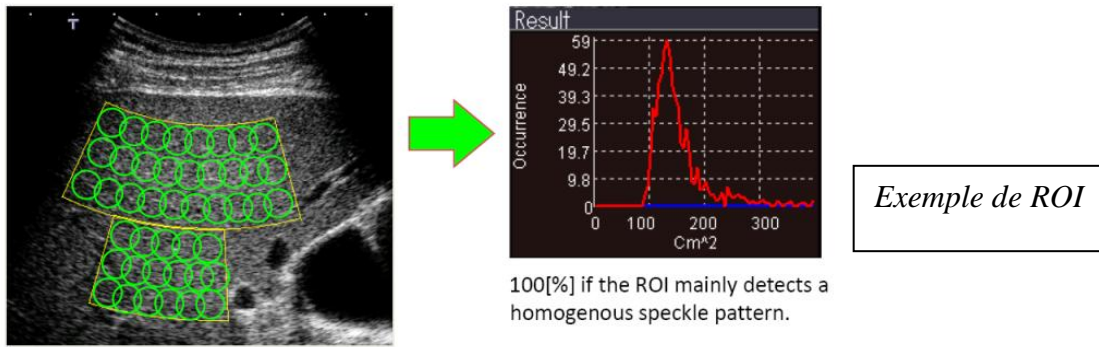 T
Result
Occurrence
59
49.2
39.3
29.5
19.7
9.8
0
0 100 200 300
Cm^2
100[%] if the ROI mainly detects a
homogenous speckle pattern.
Exemple de ROI